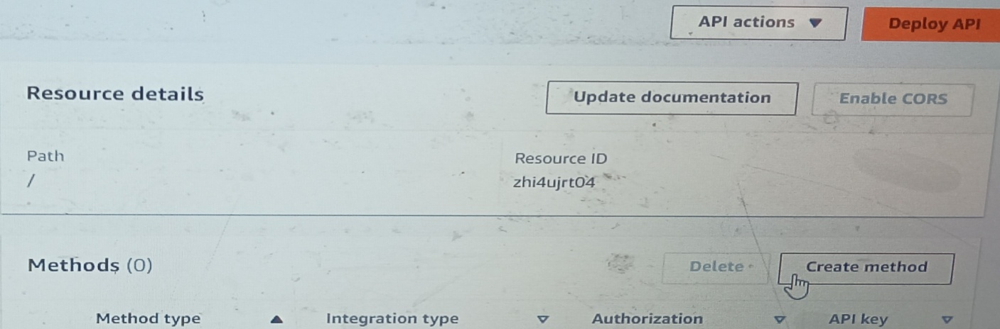 API actions Deploy API
Resource details Update documentation Enable CORS
Path Resource ID
/ zhi4ujrt04
Methods (0) Delete Create method
Method type Integration type Authorization API key